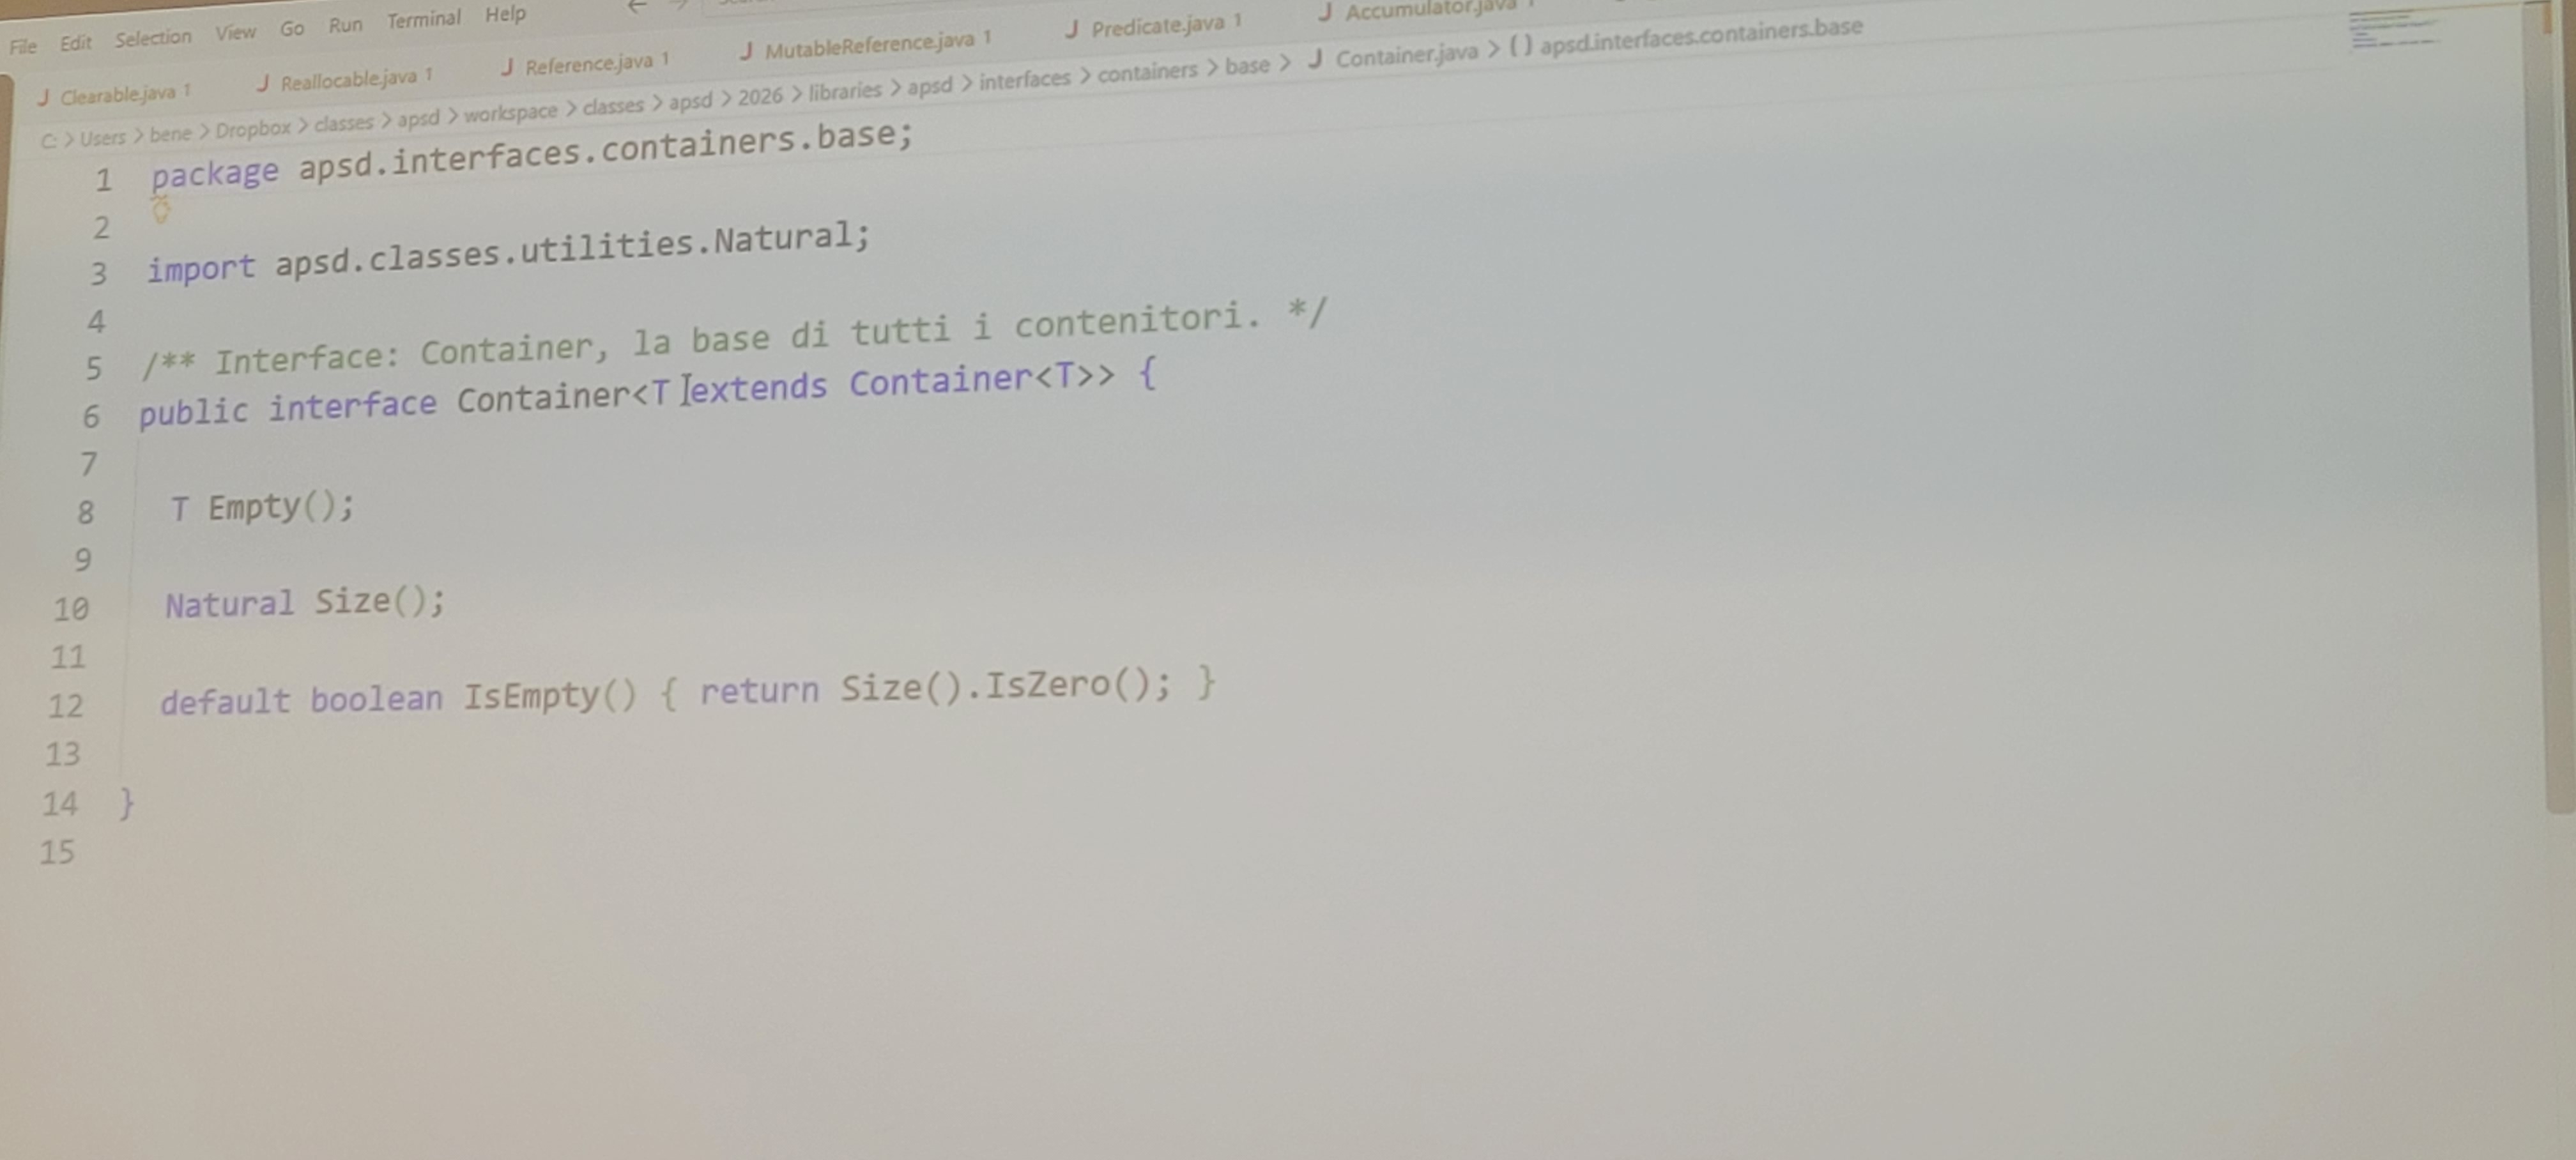 File Edit Selection View Go Run Terminal Help
J Clearable.java 1 J Reallocable.java 1 J Reference.java 1 J MutableReference.java 1 J Predicate.java 1 J Accumulator.java 1
C: > Users > bene > Dropbox > classes > apsd > workspace > classes > apsd > 2026 > libraries > apsd > interfaces > containers > base > J Container.java > {} apsd.interfaces.containers.base
1 package apsd.interfaces.containers.base;
2
3 import apsd.classes.utilities.Natural;
4
5 /** Interface: Container, la base di tutti i contenitori. */
6 public interface Container<T extends Container<T>> {
7
8 T Empty();
9
10 Natural Size();
11
12 default boolean IsEmpty() { return Size().IsZero(); }
13
14 }
15